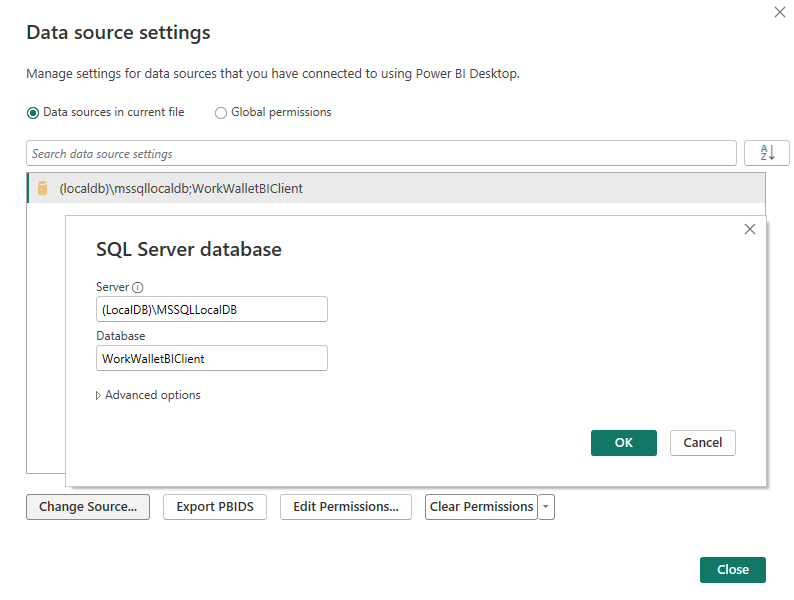 Data source settings
Manage settings for data sources that you have connected to using Power BI Desktop.
Data sources in current file
Global permissions
Search data source settings
(localdb)\mssqllocaldb;WorkWalletBIClient
SQL Server database
Server
(LocalDB)\MSSQLLocalDB
Database
WorkWalletBIClient
Advanced options
OK
Cancel
Change Source...
Export PBIDS
Edit Permissions...
Clear Permissions
Close